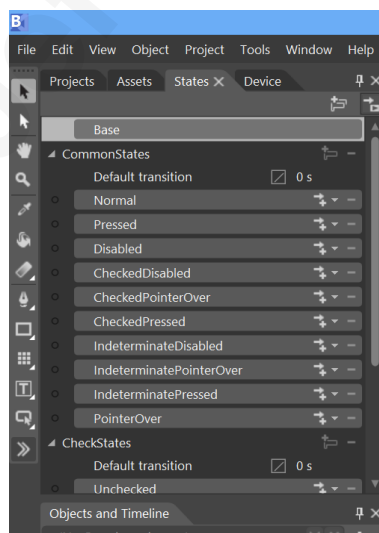 B
File Edit View Object Project Tools Window Help
Projects Assets States Device
Base
CommonStates
Default transition 0 s
Normal
Pressed
Disabled
CheckedDisabled
CheckedPointerOver
CheckedPressed
IndeterminateDisabled
IndeterminatePointerOver
IndeterminatePressed
PointerOver
CheckStates
Default transition 0 s
Unchecked
Objects and Timeline